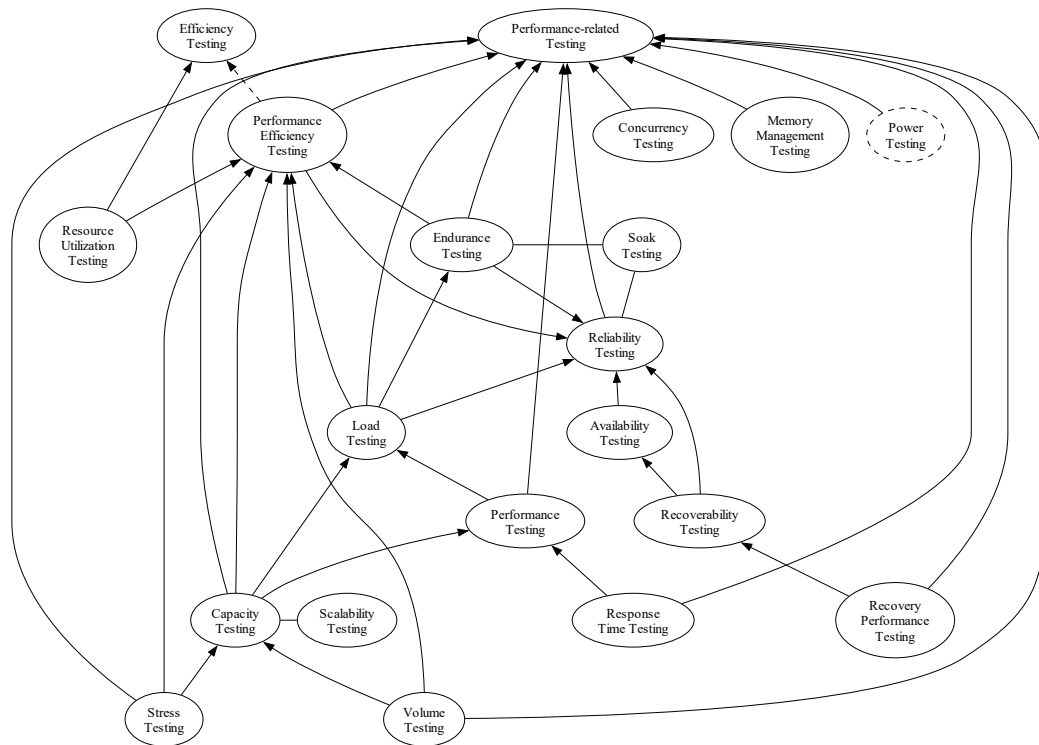 Efficiency
Testing
Performance-related
Testing
Performance
Efficiency
Testing
Concurrency
Testing
Memory
Management
Testing
Power
Testing
Resource
Utilization
Testing
Endurance
Testing
Soak
Testing
Reliability
Testing
Load
Testing
Availability
Testing
Performance
Testing
Recoverability
Testing
Capacity
Testing
Scalability
Testing
Response
Time Testing
Recovery
Performance
Testing
Stress
Testing
Volume
Testing